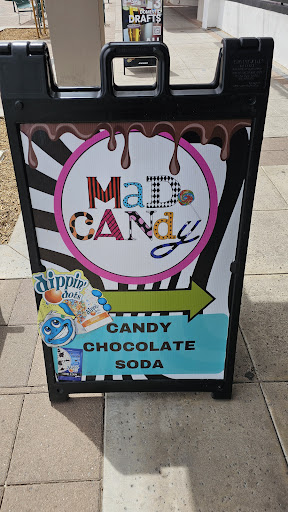 DRAFTS
MaD.
CANDy
dippin'
dots
CANDY
CHOCOLATE
SODA